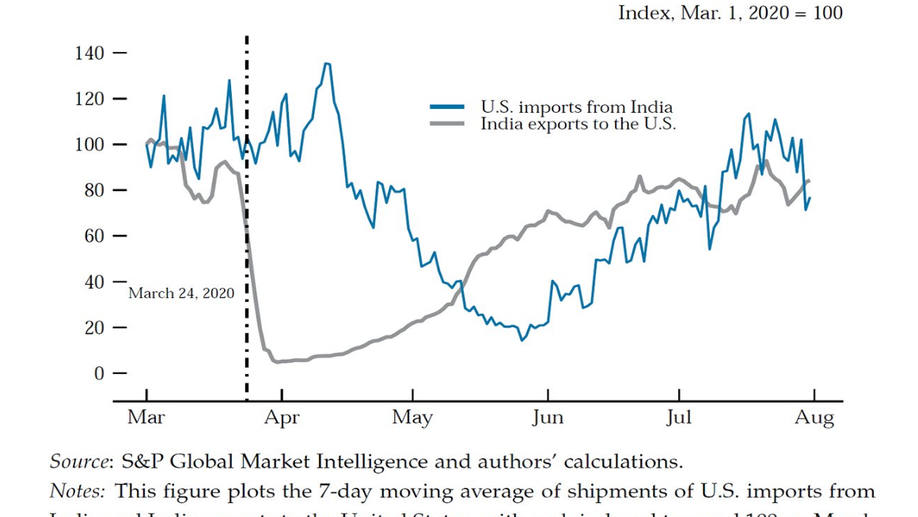 Index, Mar. 1, 2020 = 100
140
120
100
80
60
40
20
0
U.S. imports from India
India exports to the U.S.
March 24, 2020
Mar Apr May Jun Jul Aug
Source: S&P Global Market Intelligence and authors’ calculations.
Notes: This figure plots the 7-day moving average of shipments of U.S. imports from